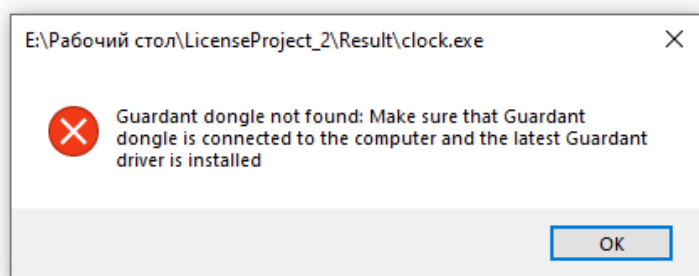 E:\Рабочий стол\LicenseProject_2\Result\clock.exe
Guardant dongle not found: Make sure that Guardant
dongle is connected to the computer and the latest Guardant
driver is installed
OK